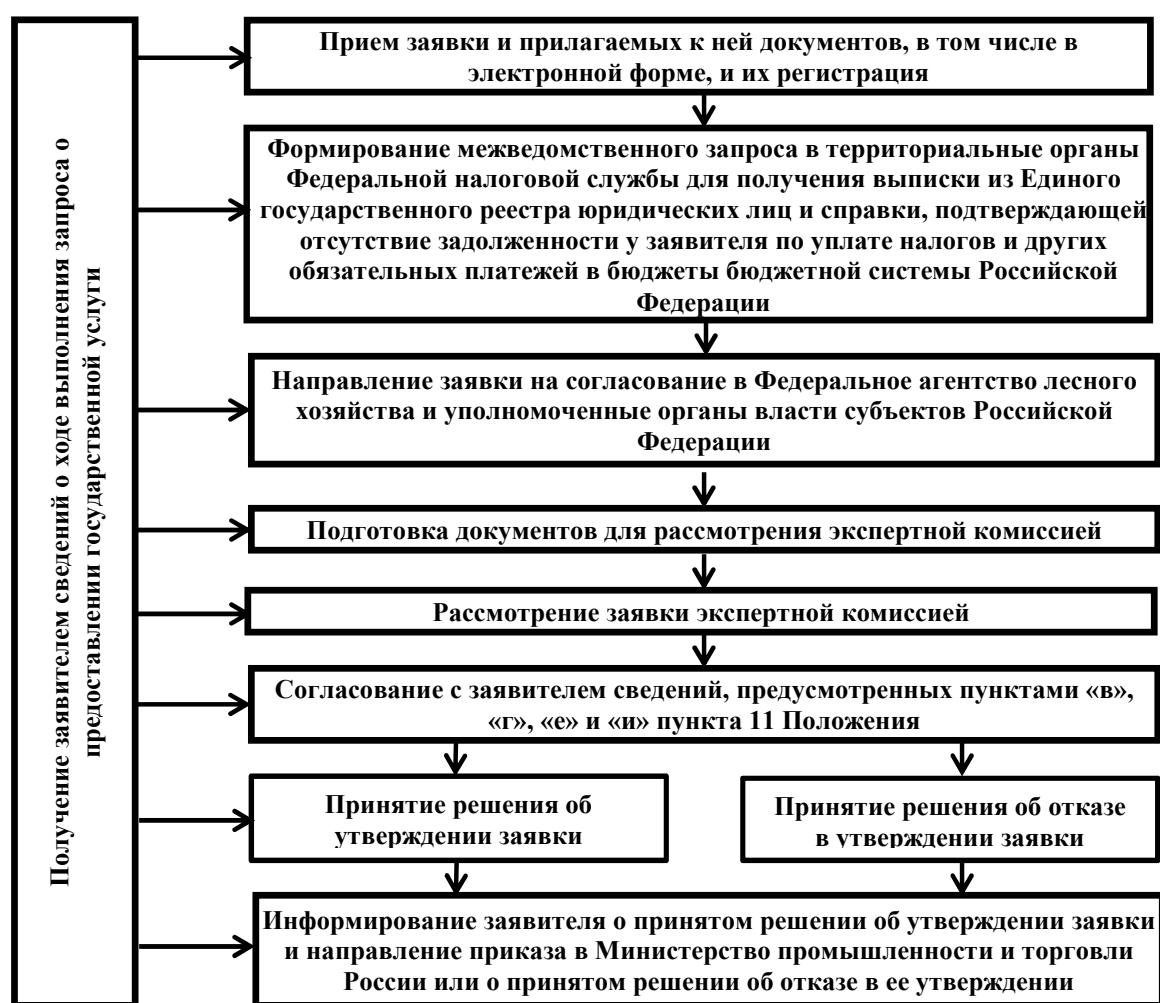 Получение заявителем сведений о ходе выполнения запроса о
предоставлении государственной услуги
Прием заявки и прилагаемых к ней документов, в том числе в
электронной форме, и их регистрация
Формирование межведомственного запроса в территориальные органы
Федеральной налоговой службы для получения выписки из Единого
государственного реестра юридических лиц и справки, подтверждающей
отсутствие задолженности у заявителя по уплате налогов и других
обязательных платежей в бюджеты бюджетной системы Российской
Федерации
Направление заявки на согласование в Федеральное агентство лесного
хозяйства и уполномоченные органы власти субъектов Российской
Федерации
Подготовка документов для рассмотрения экспертной комиссией
Рассмотрение заявки экспертной комиссией
Согласование с заявителем сведений, предусмотренных пунктами «в»,
«г», «е» и «и» пункта 11 Положения
Принятие решения об
утверждении заявки
Принятие решения об отказе
в утверждении заявки
Информирование заявителя о принятом решении об утверждении заявки
и направление приказа в Министерство промышленности и торговли
России или о принятом решении об отказе в ее утверждении